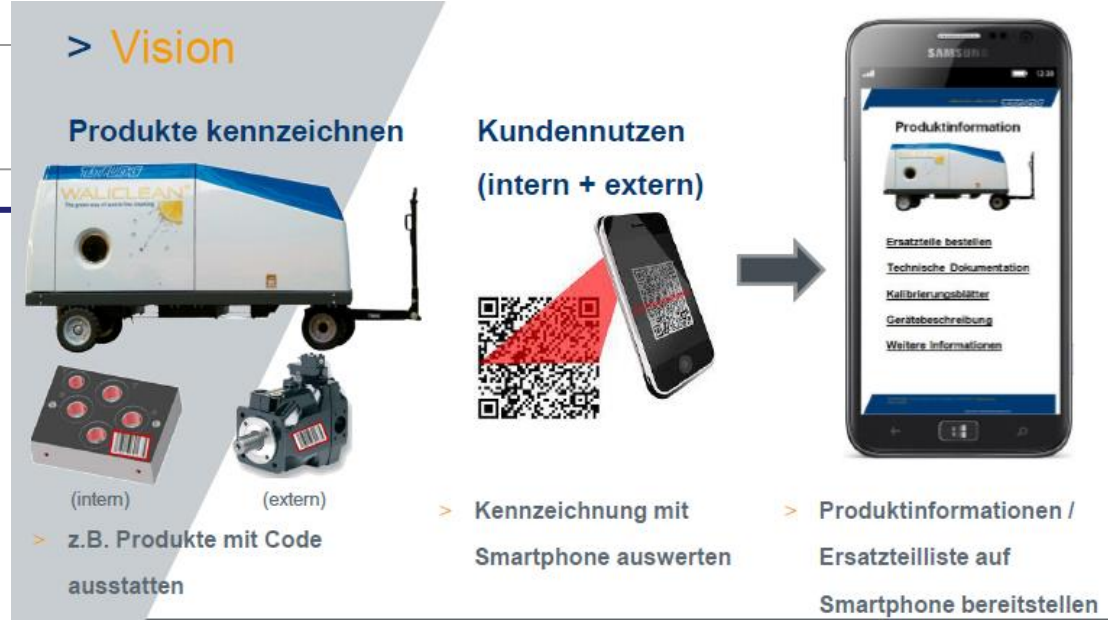 > Vision
Produkte kennzeichnen
WALICLEAN
(intern)
(extern)
> z.B. Produkte mit Code
ausstatten
Kundennutzen
(intern + extern)
> Kennzeichnung mit
Smartphone auswerten
SAMSUNG
Produktinformation
Ersatzteile bestellen
Technische Dokumentation
Kalibrierungsblätter
Gerätebeschreibung
Weitere Informationen
> Produktinformationen /
Ersatzteilliste auf
Smartphone bereitstellen